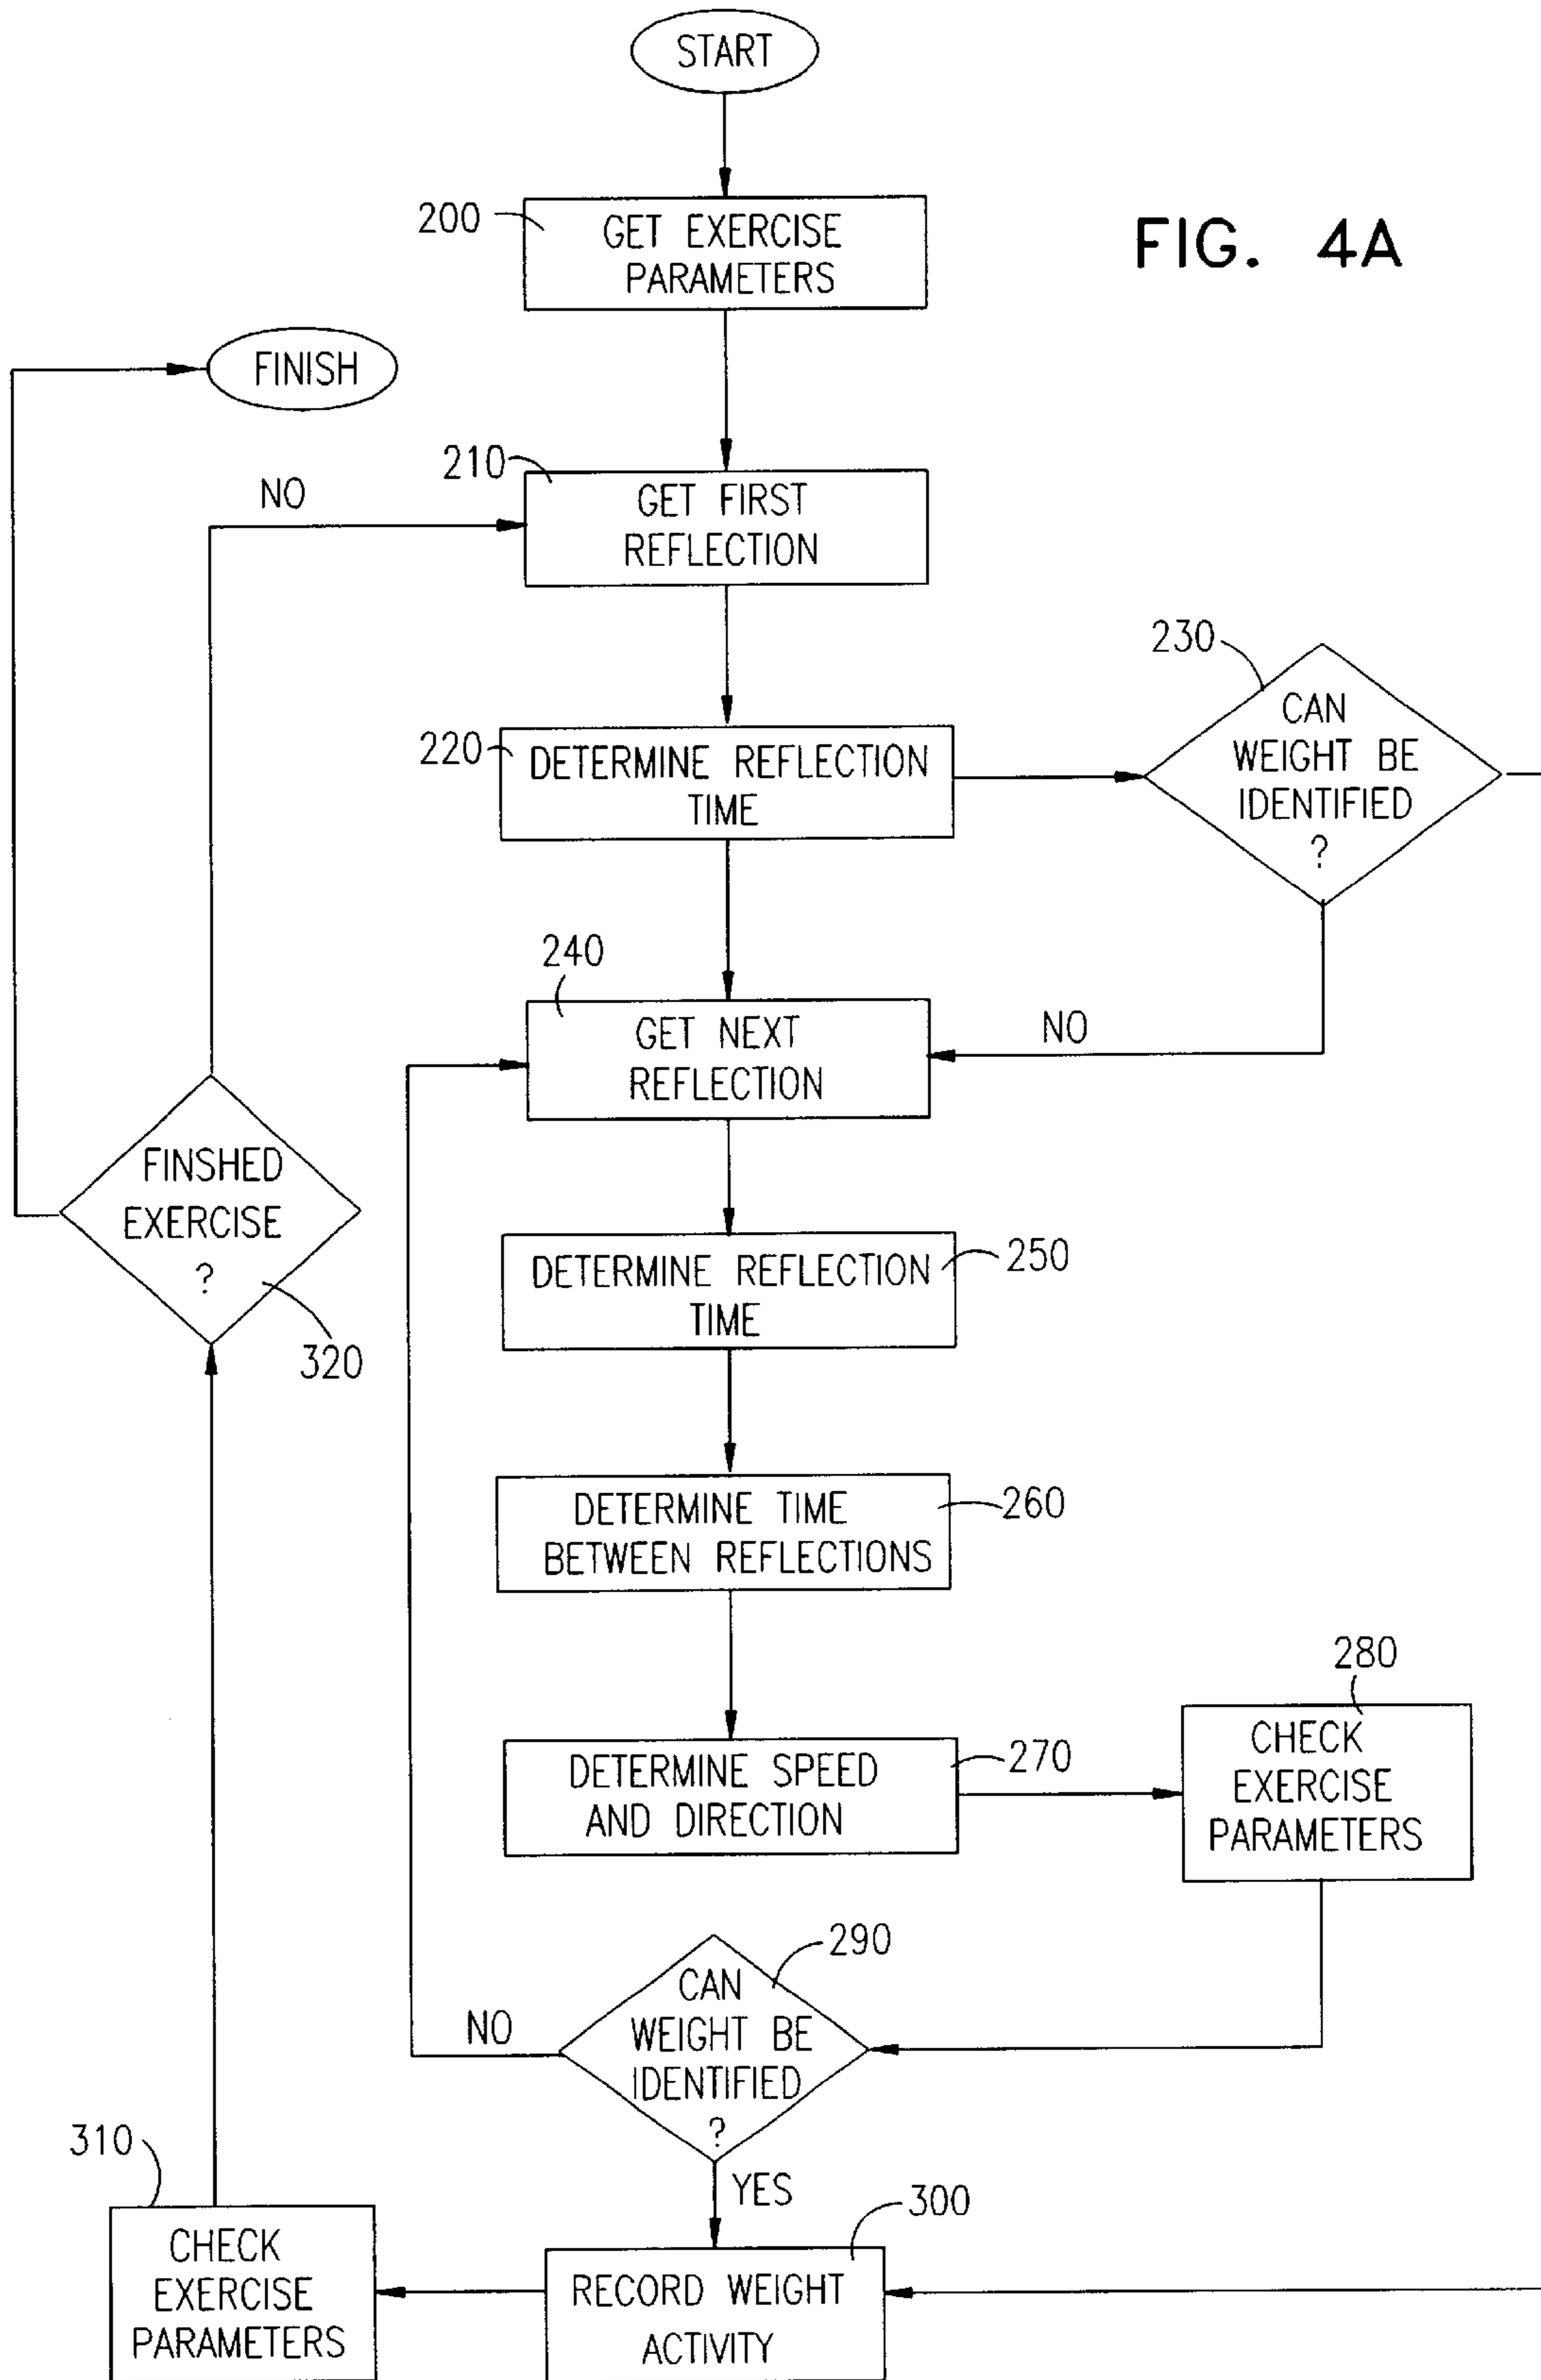 START
200
GET EXERCISE
PARAMETERS
FIG. 4A
FINISH
210
GET FIRST
REFLECTION
NO
230
CAN
WEIGHT BE
IDENTIFIED
?
220
DETERMINE REFLECTION
TIME
240
GET NEXT
REFLECTION
NO
FINSHED
EXERCISE
?
320
DETERMINE REFLECTION
TIME
250
DETERMINE TIME
BETWEEN REFLECTIONS
260
280
CHECK
EXERCISE
PARAMETERS
DETERMINE SPEED
AND DIRECTION
270
290
CAN
WEIGHT BE
IDENTIFIED
?
NO
YES
310
CHECK
EXERCISE
PARAMETERS
300
RECORD WEIGHT
ACTIVITY